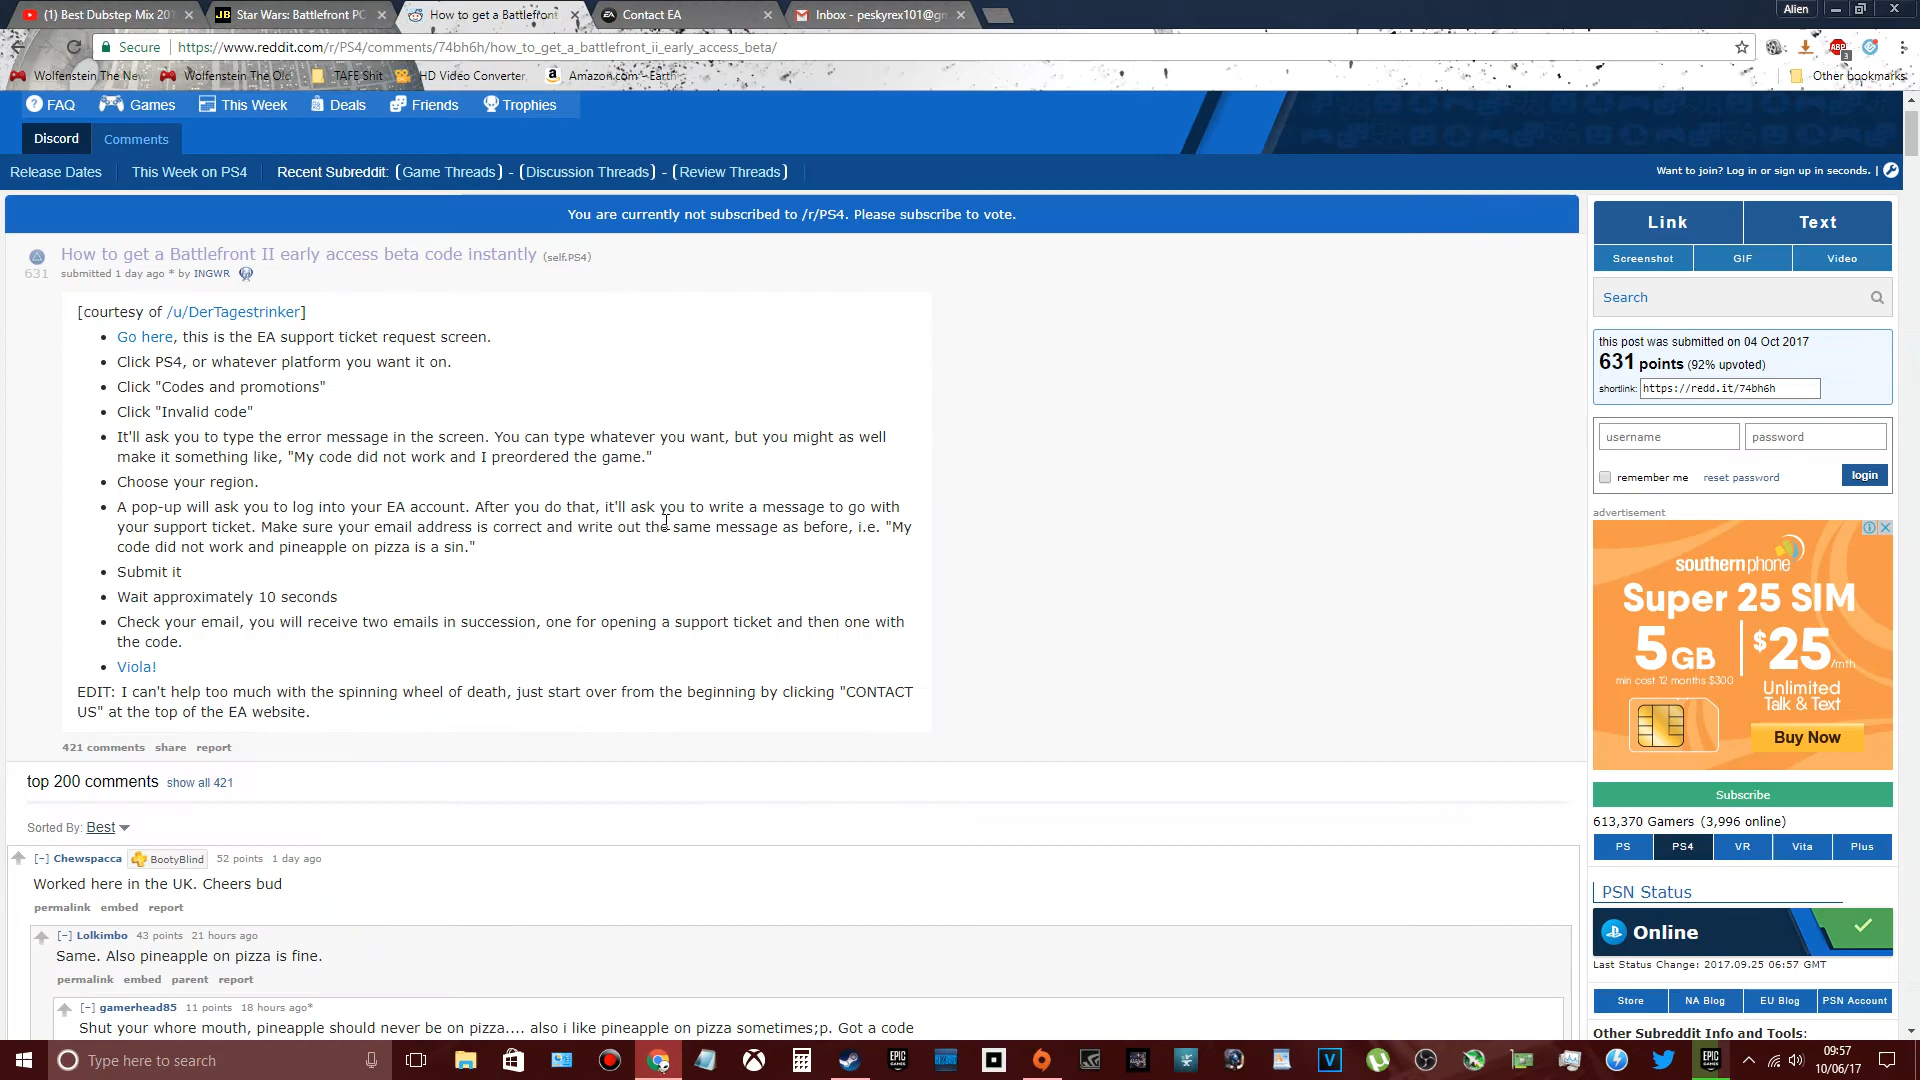 Best Dubstep Mix 201
Star Wars: Battlefront PC
How to get a Battlefront
Contact EA
Inbox - peskyrex101@gm
Alien
Secure
https://www.reddit.com/r/PS4/comments/74bh6h/how_to_get_a_battlefront_ii_early_access_beta/
Wolfenstein The Ne
Wolfenstein The Old
TAFE Shit
HD Video Converter
Amazon.com - Earth
Other bookmarks
FAQ
Games
This Week
Deals
Friends
Trophies
Discord
Comments
Release Dates
This Week on PS4
Recent Subreddit: (Game Threads) - (Discussion Threads) - (Review Threads)
Want to join? Log in or sign up in seconds.
You are currently not subscribed to /r/PS4. Please subscribe to vote.
631
How to get a Battlefront II early access beta code instantly (self.PS4)
submitted 1 day ago * by INGWR
[courtesy of /u/DerTagestrinker]
• Go here, this is the EA support ticket request screen.
• Click PS4, or whatever platform you want it on.
• Click "Codes and promotions"
• Click "Invalid code"
• It'll ask you to type the error message in the screen. You can type whatever you want, but you might as well
make it something like, "My code did not work and I preordered the game."
• Choose your region.
• A pop-up will ask you to log into your EA account. After you do that, it'll ask you to write a message to go with
your support ticket. Make sure your email address is correct and write out the same message as before, i.e. "My
code did not work and pineapple on pizza is a sin."
• Submit it
• Wait approximately 10 seconds
• Check your email, you will receive two emails in succession, one for opening a support ticket and then one with
the code.
• Viola!
EDIT: I can't help too much with the spinning wheel of death, just start over from the beginning by clicking "CONTACT
US" at the top of the EA website.
421 comments share report
top 200 comments show all 421
Sorted By: Best
[–] Chewspacca BootyBlind 52 points 1 day ago
Worked here in the UK. Cheers bud
permalink embed report
[–] Lolkimbo 43 points 21 hours ago
Same. Also pineapple on pizza is fine.
permalink embed parent report
[–] gamerhead85 11 points 18 hours ago*
Shut your whore mouth, pineapple should never be on pizza.... also i like pineapple on pizza sometimes;p. Got a code
Link
Text
Screenshot
GIF
Video
Search
this post was submitted on 04 Oct 2017
631 points (92% upvoted)
shortlink: https://redd.it/74bh6h
username
password
remember me
reset password
login
advertisement
southernphone
Super 25 SIM
5GB
$25/mth
min cost 12 months $300
Unlimited
Talk & Text
Buy Now
Subscribe
613,370 Gamers (3,996 online)
PS
PS4
VR
Vita
Plus
PSN Status
Online
Last Status Change: 2017.09.25 06:57 GMT
Store
NA Blog
EU Blog
PSN Account
Other Subreddit Info and Tools:
Type here to search
09:57
10/06/17